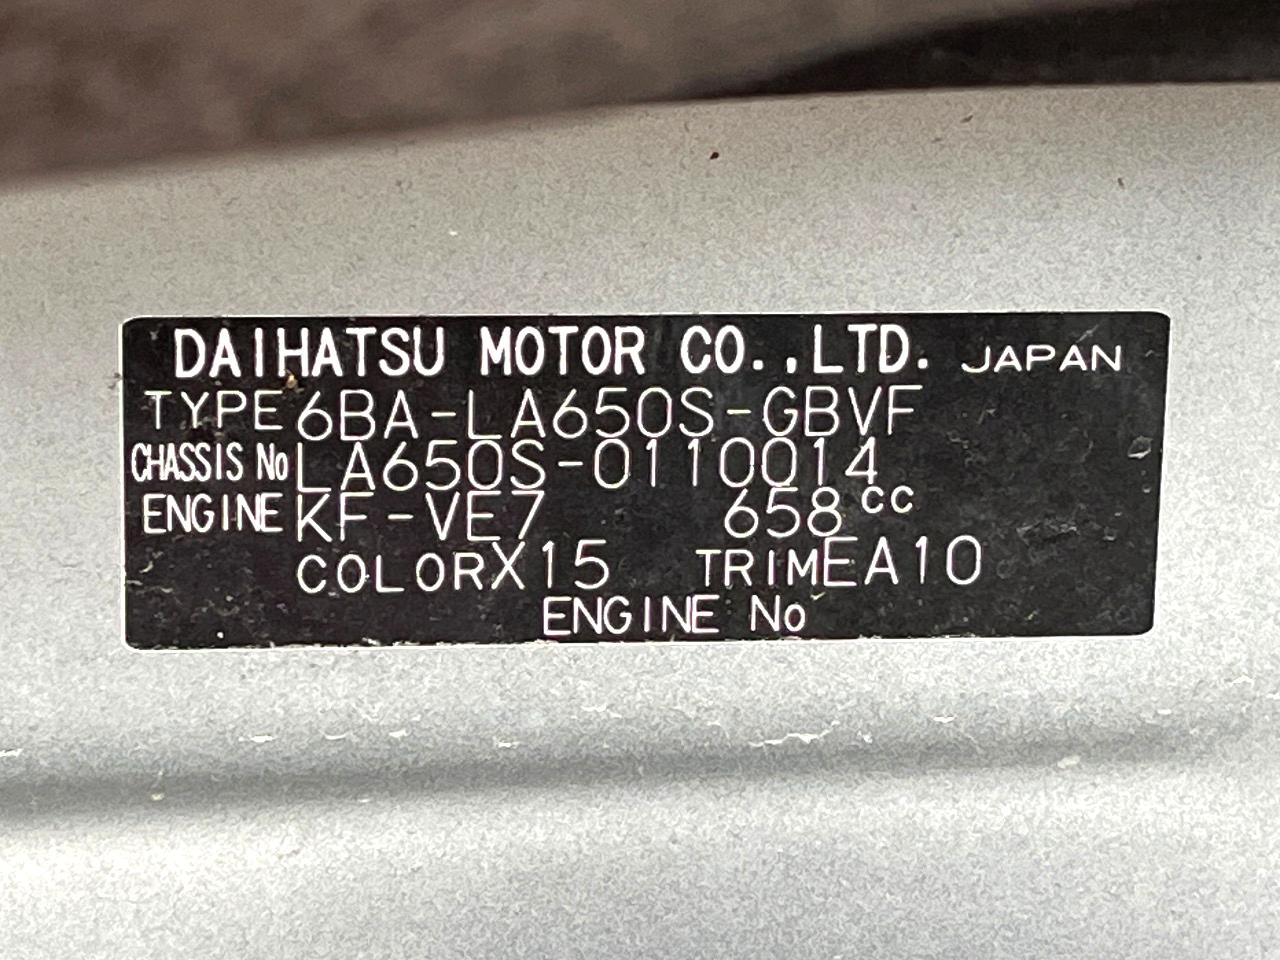 DAIHATSU MOTOR CO.,LTD. JAPAN
TYPE 6BA-LA650S-GBVF
CHASSIS No LA650S-0110014
ENGINE KF-VE7 658cc
COLOR X15 TRIM EA10
ENGINE No